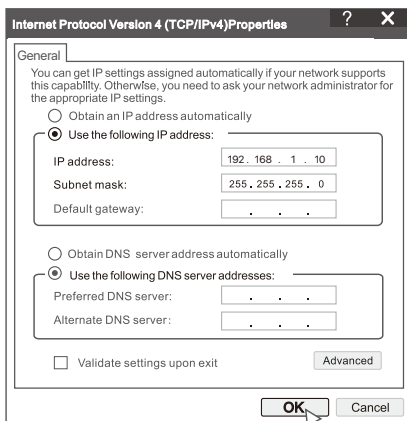 Internet Protocol Version 4 (TCP/IPv4)Properties ? X
General
You can get IP settings assigned automatically if your network supports
this capability. Otherwise, you need to ask your network administrator for
the appropriate IP settings.
Obtain an IP address automatically
Use the following IP address:
IP address: 192. 168 . 1 . 10
Subnet mask: 255. 255. 255. 0
Default gateway: . . .
Obtain DNS server address automatically
Use the following DNS server addresses:
Preferred DNS server: . . .
Alternate DNS server: . . .
Validate settings upon exit Advanced
OK Cancel